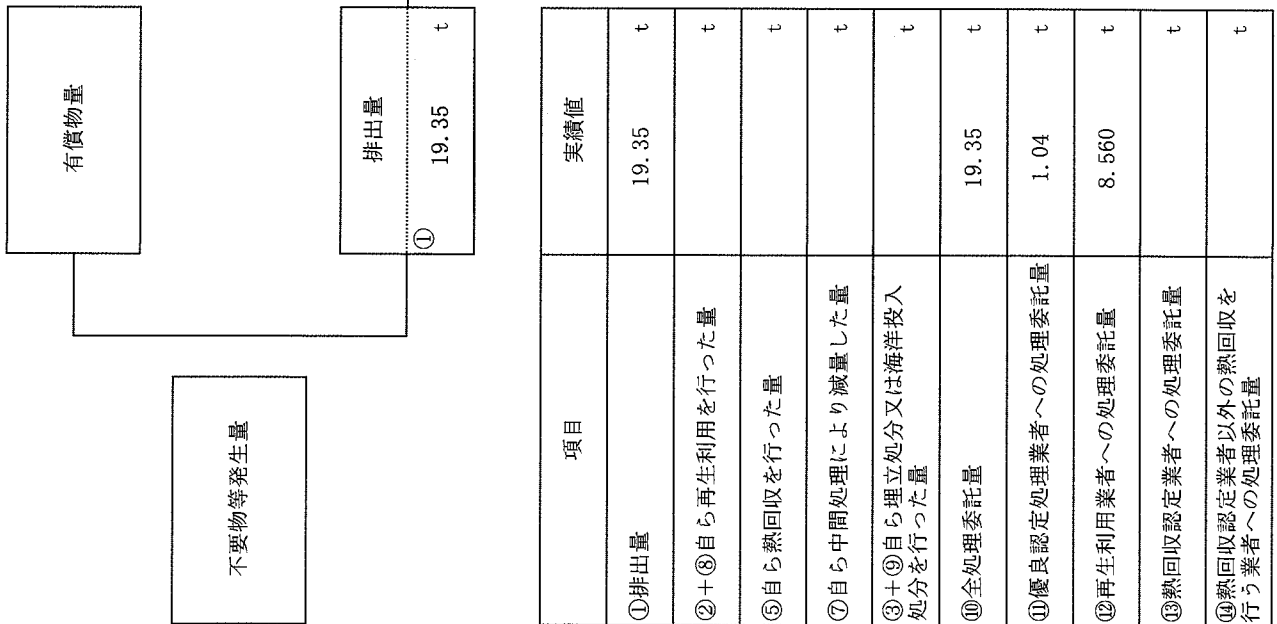 有償物量
不要物等発生量
排出量
① 19.35 t
項目 実績値
①排出量 19.35 t
②+⑧自ら再生利用を行った量 t
⑤自ら熱回収を行った量 t
⑦自ら中間処理により減量した量 t
③+⑨自ら埋立処分又は海洋投入
処分を行った量 t
⑩全処理委託量 19.35 t
⑪優良認定処理業者への処理委託量 1.04 t
⑫再生利用業者への処理委託量 8.560 t
⑬熱回収認定業者への処理委託量 t
⑭熱回収認定業者以外の熱回収を
行う業者への処理委託量 t